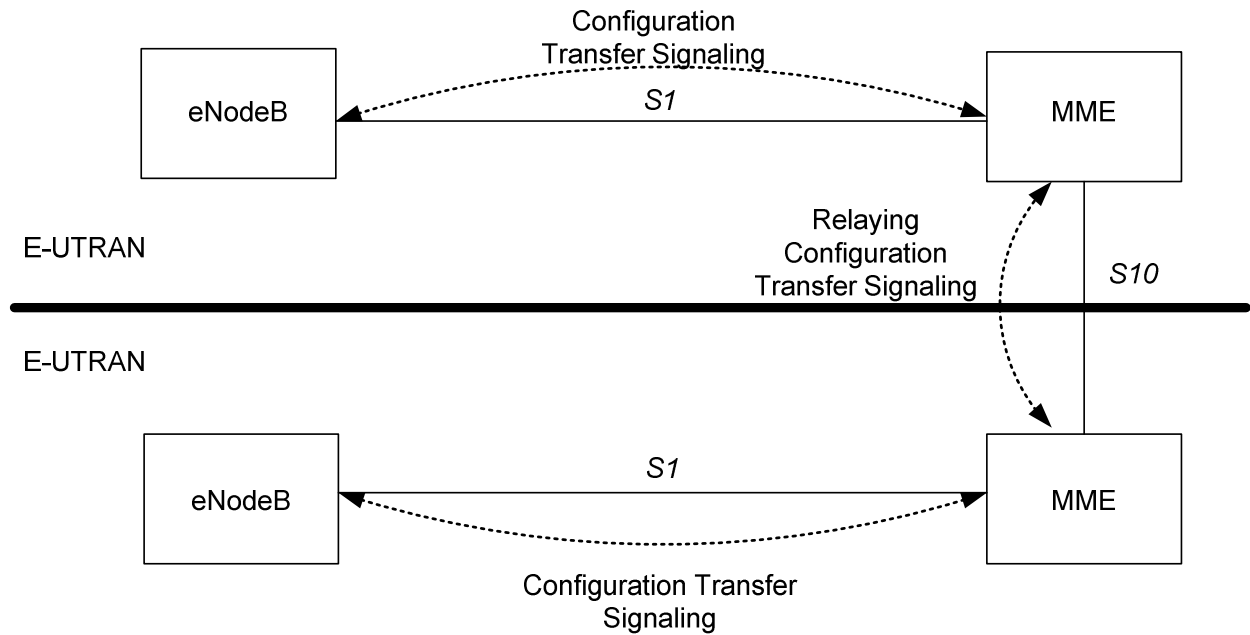 Configuration
Transfer Signaling
eNodeB
S1
MME
Relaying
Configuration
Transfer Signaling
E-UTRAN
S10
E-UTRAN
eNodeB
S1
MME
Configuration Transfer
Signaling